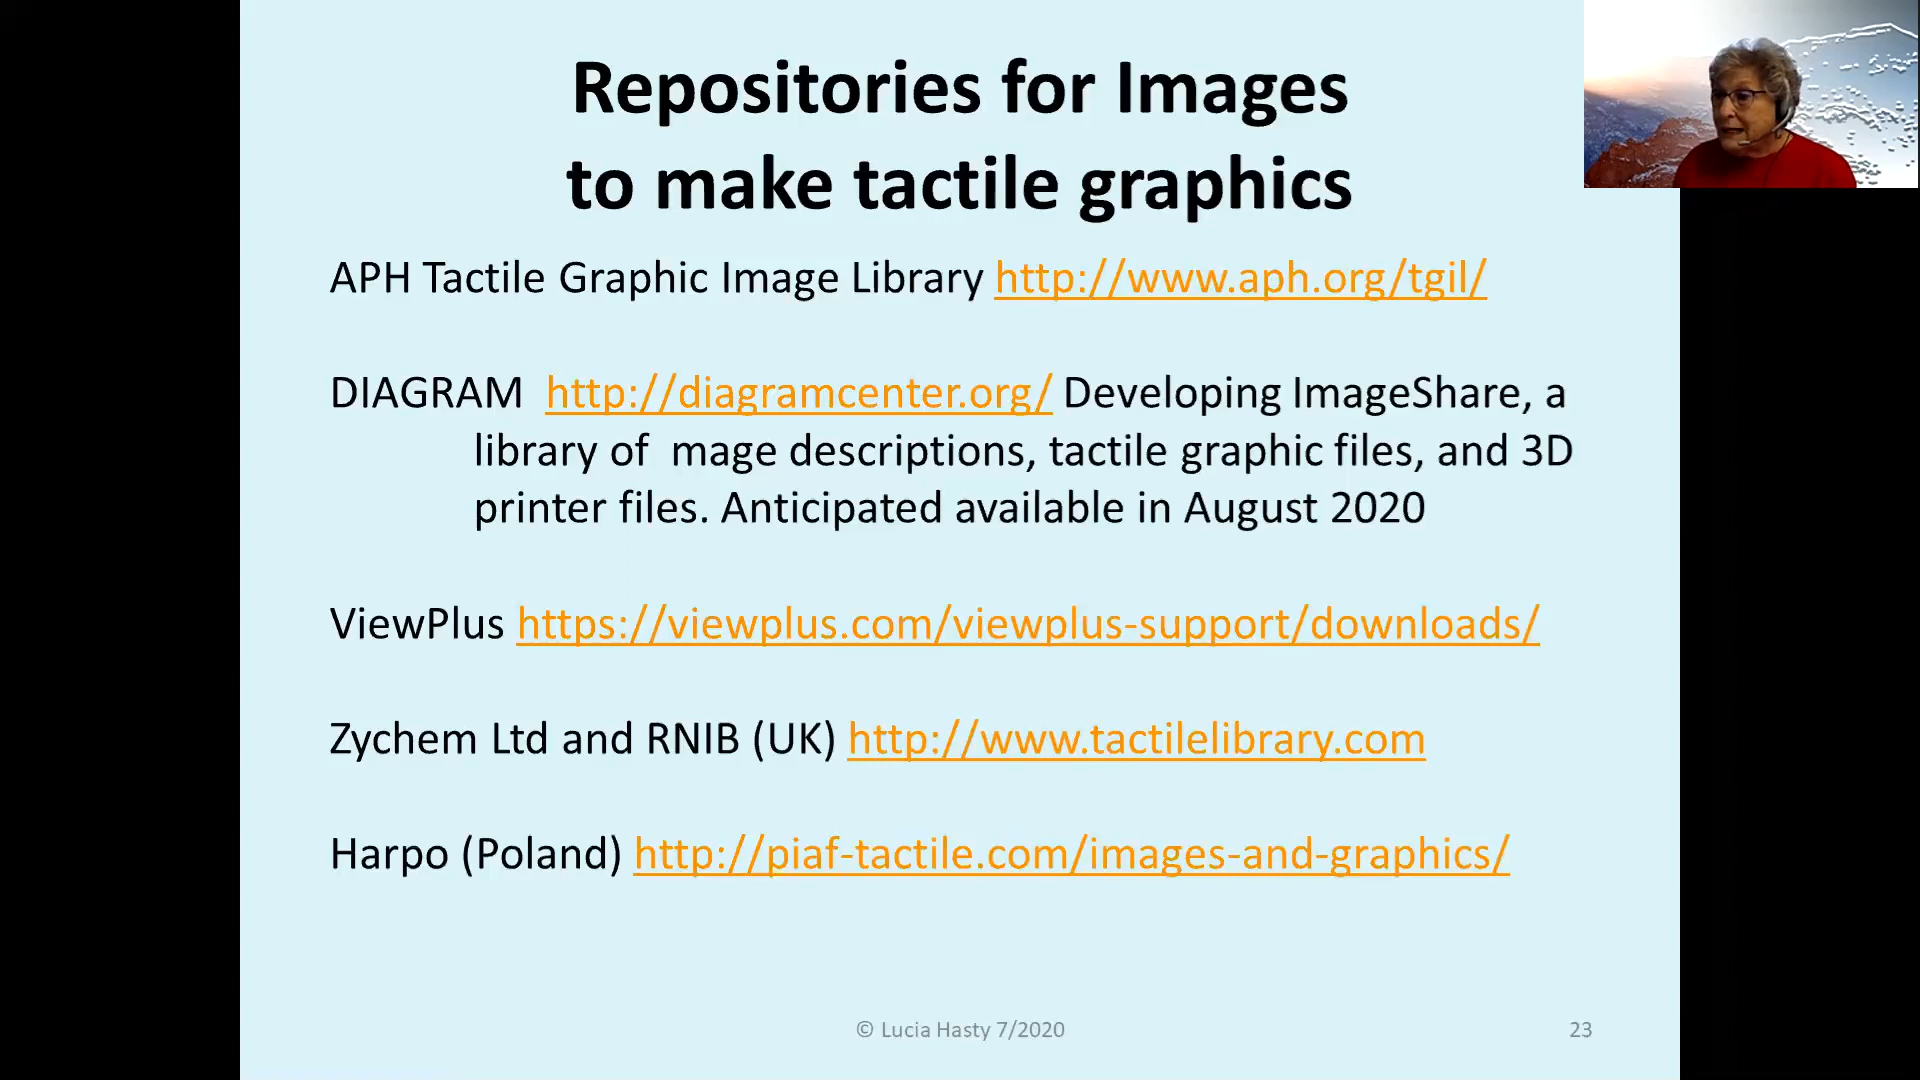 Repositories for Images
to make tactile graphics
APH Tactile Graphic Image Library http://www.aph.org/tgil/
DIAGRAM http://diagramcenter.org/ Developing ImageShare, a
library of mage descriptions, tactile graphic files, and 3D
printer files. Anticipated available in August 2020
ViewPlus https://viewplus.com/viewplus-support/downloads/
Zychem Ltd and RNIB (UK) http://www.tactilelibrary.com
Harpo (Poland) http://piaf-tactile.com/images-and-graphics/
© Lucia Hasty 7/2020
23